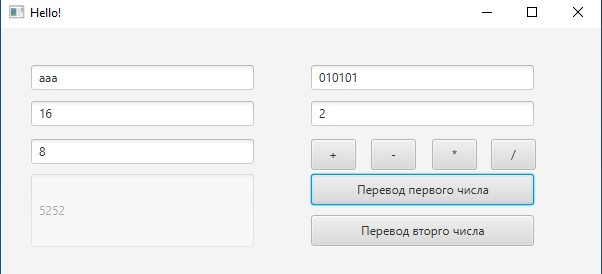 Hello!
aaa
010101
16
2
8
+ - * /
5252
Перевод первого числа
Перевод вторго числа